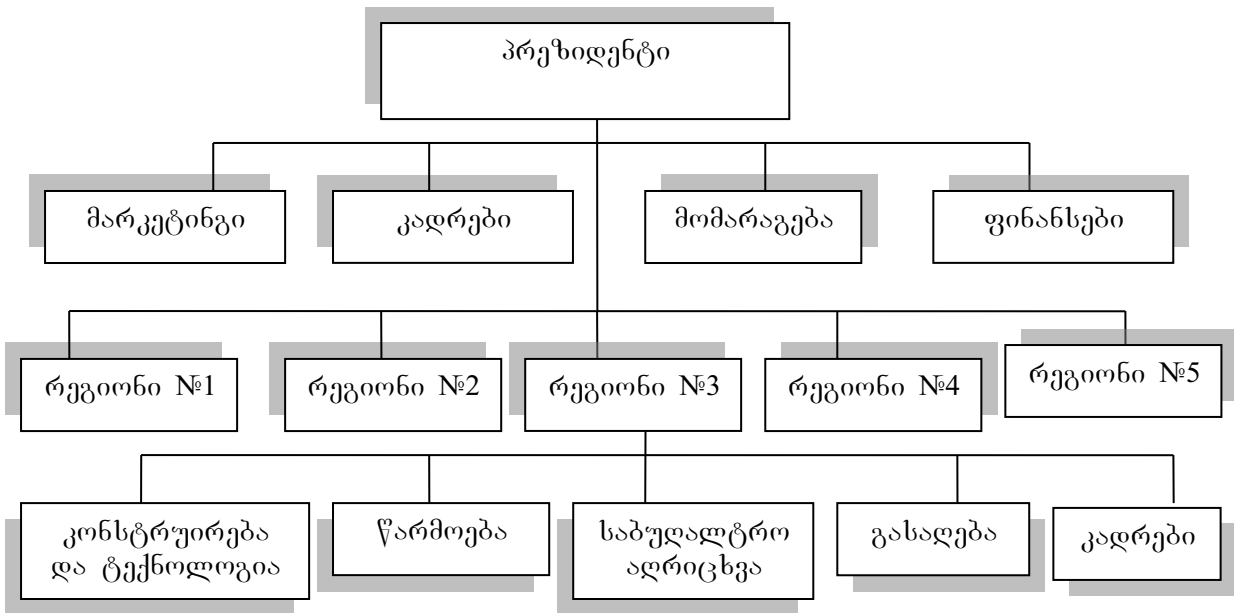 პრეზიდენტი
მარკეტინგი
კადრები
მომარაგება
ფინანსები
რეგიონი №1
რეგიონი №2
რეგიონი №3
რეგიონი №4
რეგიონი №5
კონსტრუირება
და ტექნოლოგია
წარმოება
საბუღალტრო
აღრიცხვა
გასაღება
კადრები